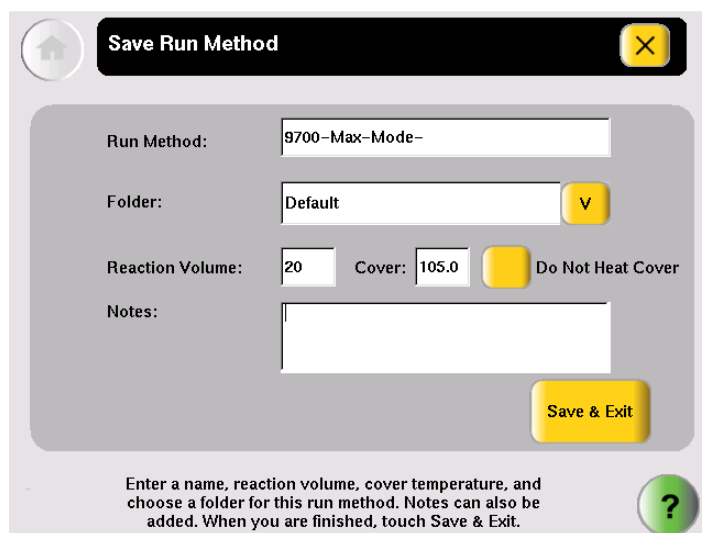 Save Run Method
X
Run Method: 9700-Max-Mode-
Folder: Default V
Reaction Volume: 20 Cover: 105.0 Do Not Heat Cover
Notes:
Save & Exit
Enter a name, reaction volume, cover temperature, and
choose a folder for this run method. Notes can also be
added. When you are finished, touch Save & Exit.
?